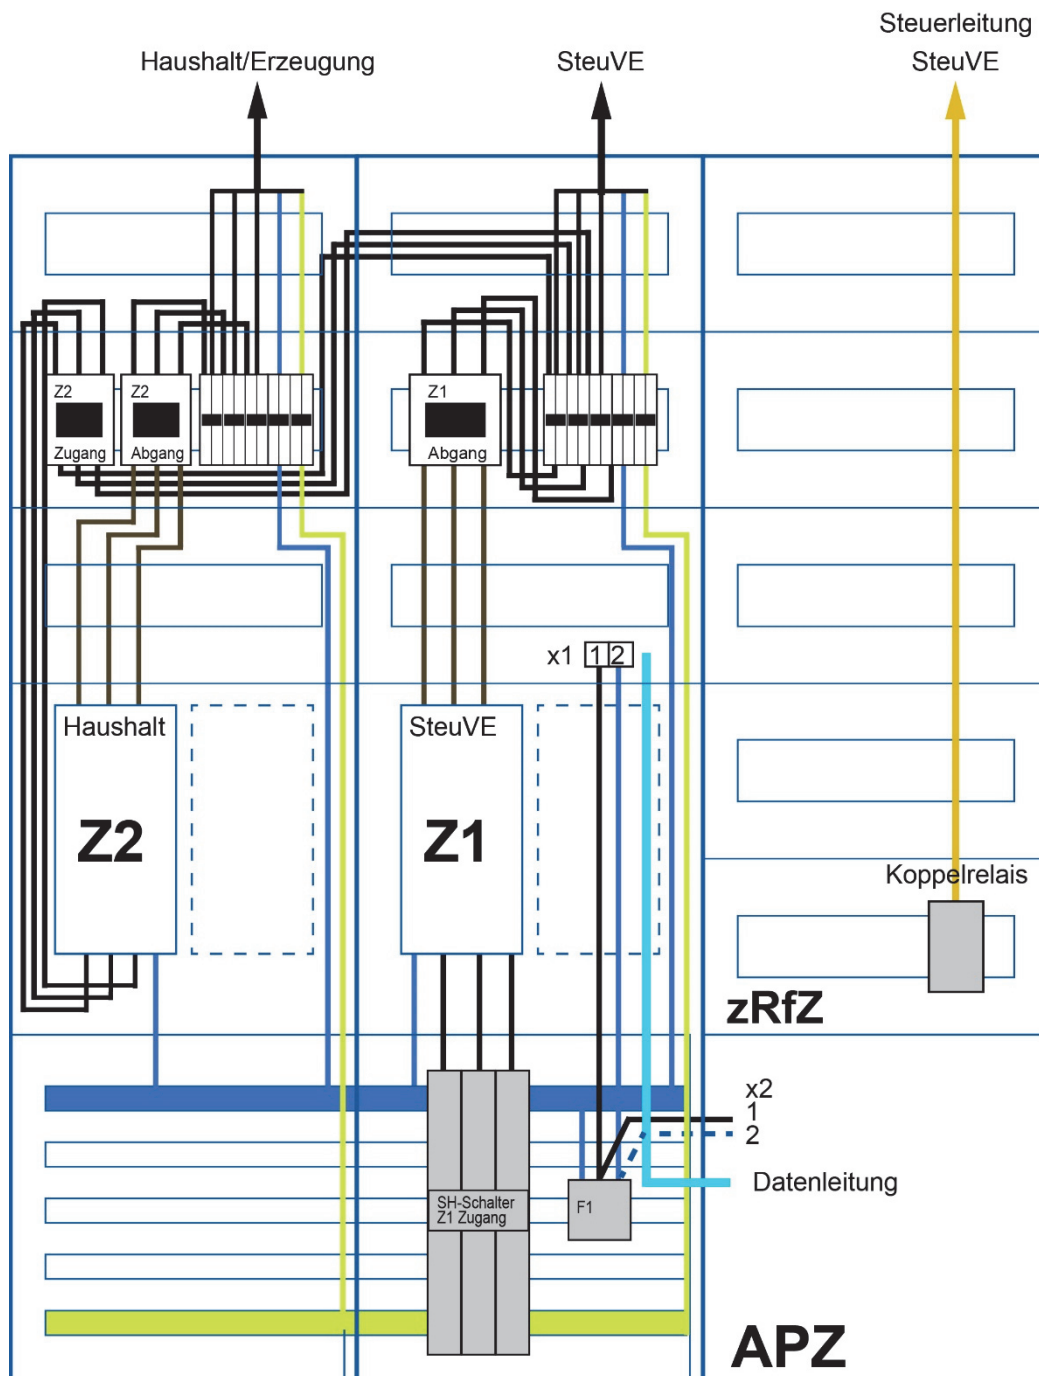 Steuerleitung
Haushalt/Erzeugung
SteuVE
SteuVE
Z2
Zugang
Z2
Abgang
Z1
Abgang
x1 1 2
Haushalt
Z2
SteuVE
Z1
Koppelrelais
zRfZ
x2
1
2
Datenleitung
SH-Schalter
Z1 Zugang
F1
APZ